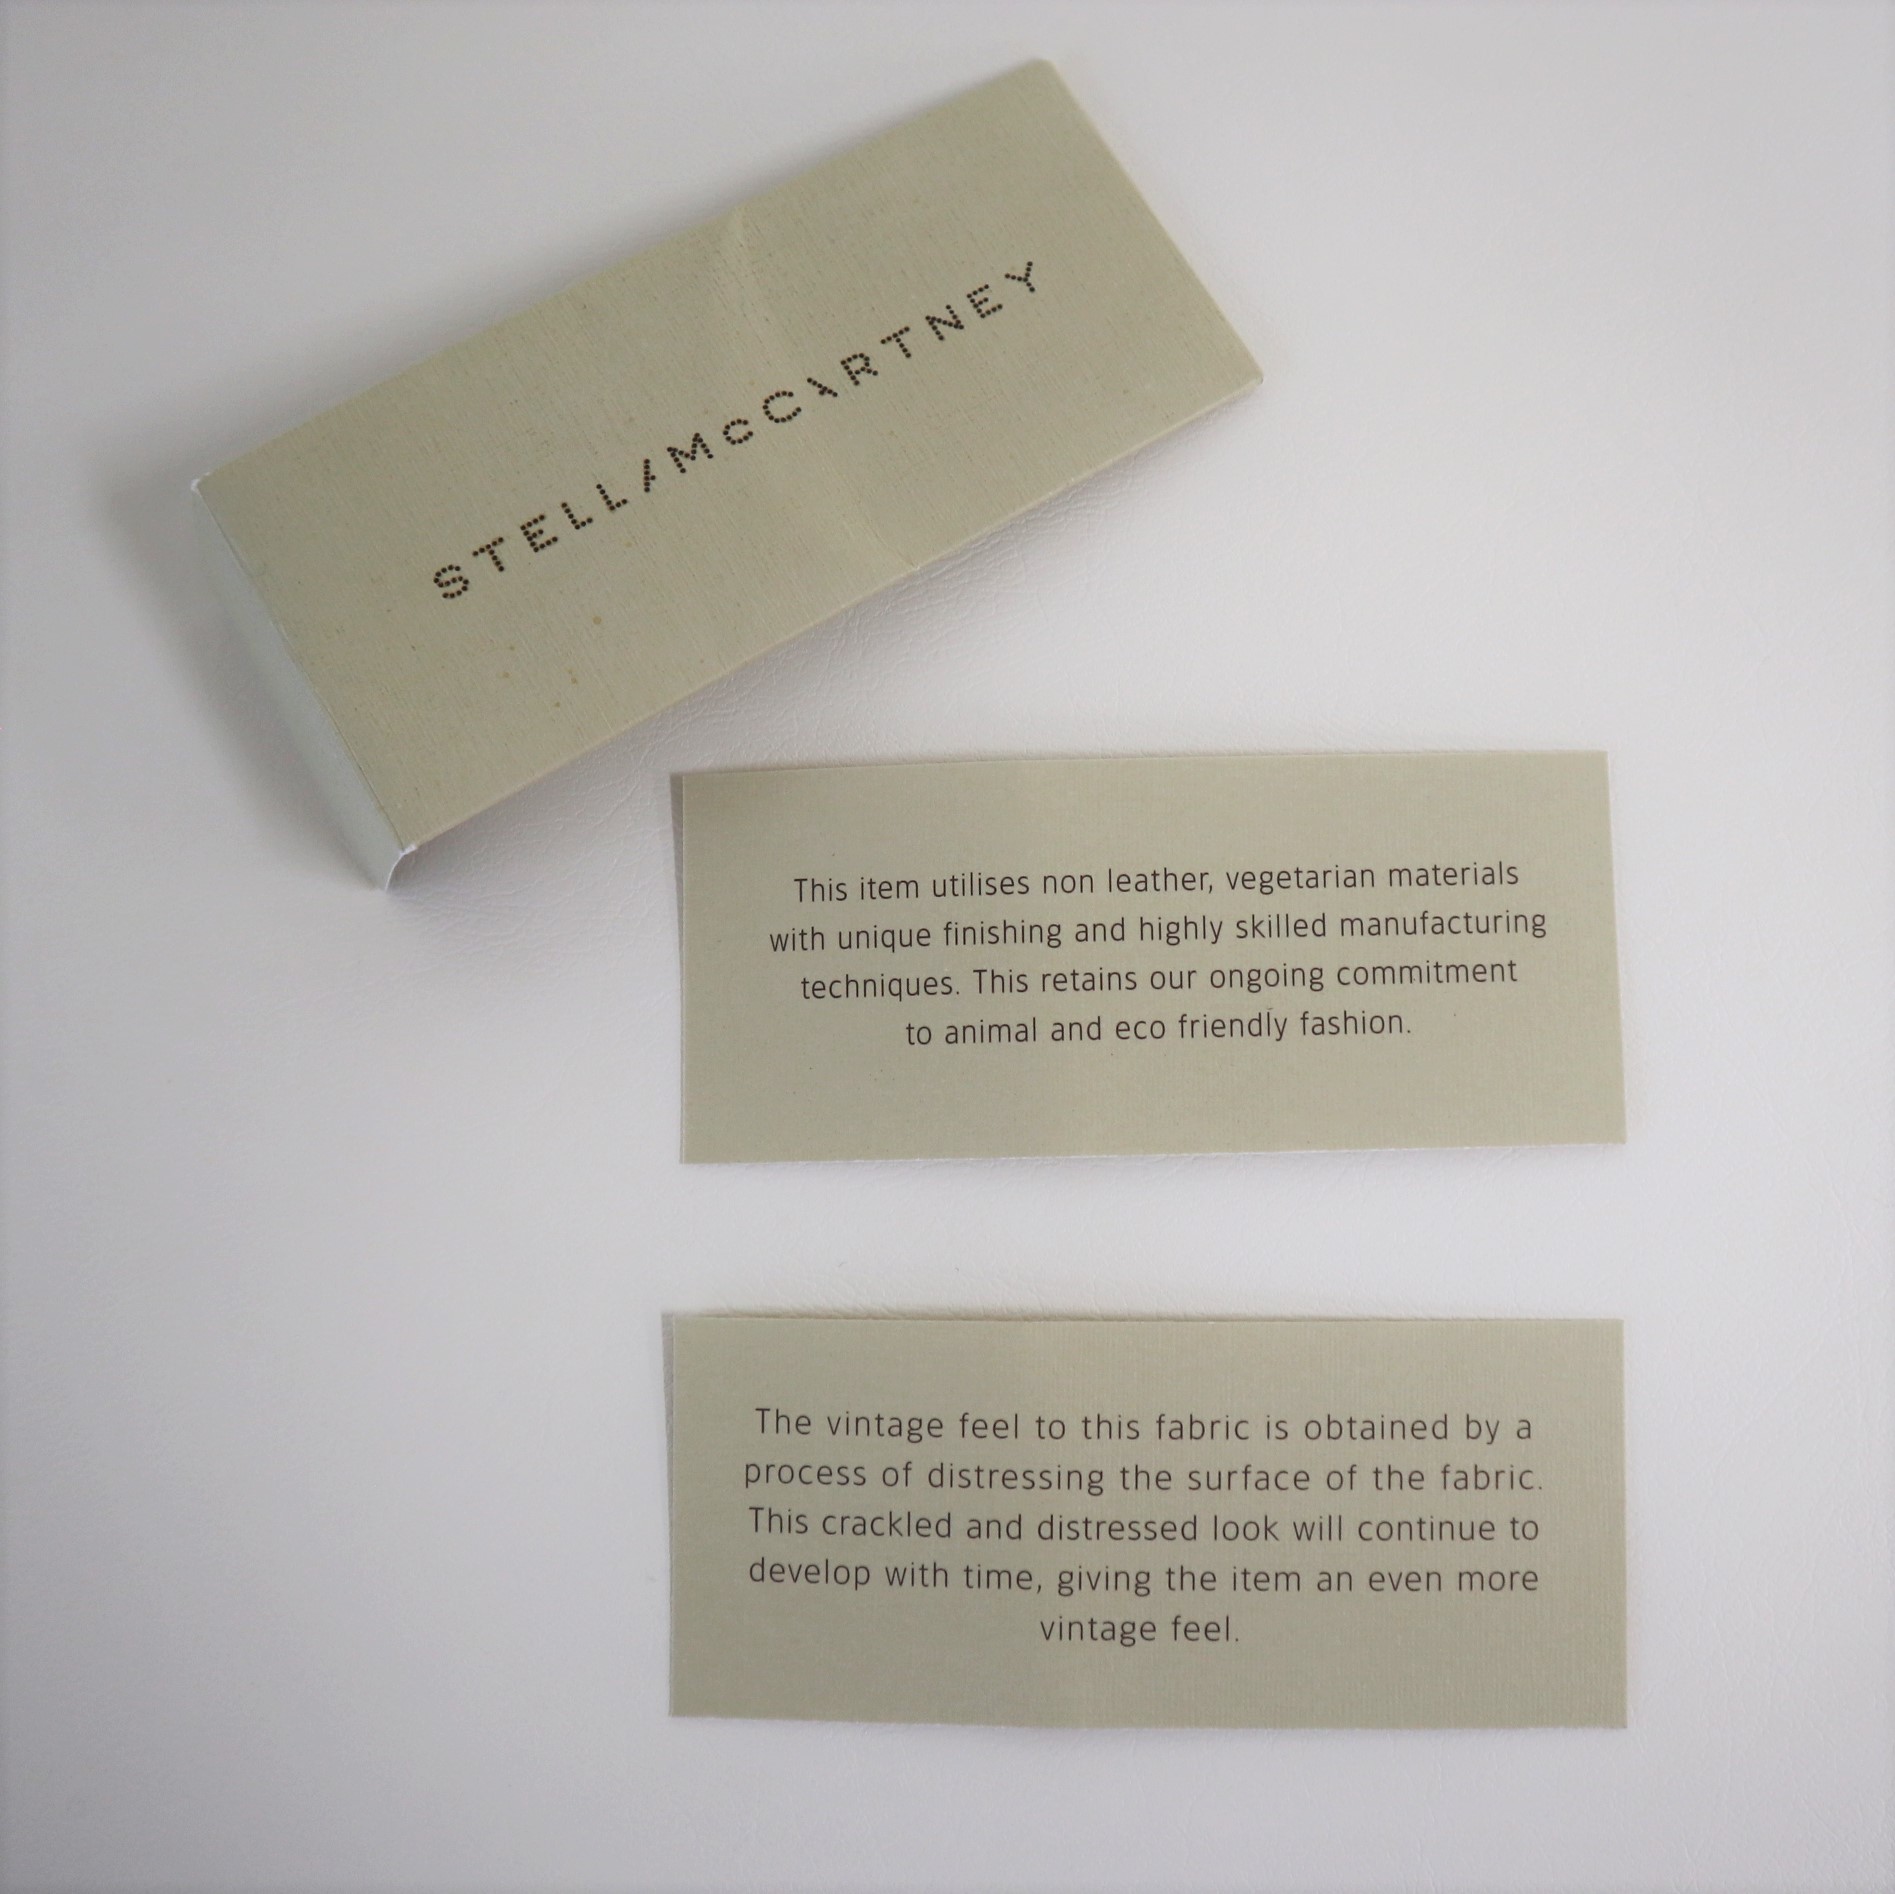 STELLAMcCARTNEY
This item utilises non leather, vegetarian materials
with unique finishing and highly skilled manufacturing
techniques. This retains our ongoing commitment
to animal and eco friendly fashion.
The vintage feel to this fabric is obtained by a
process of distressing the surface of the fabric.
This crackled and distressed look will continue to
develop with time, giving the item an even more
vintage feel.